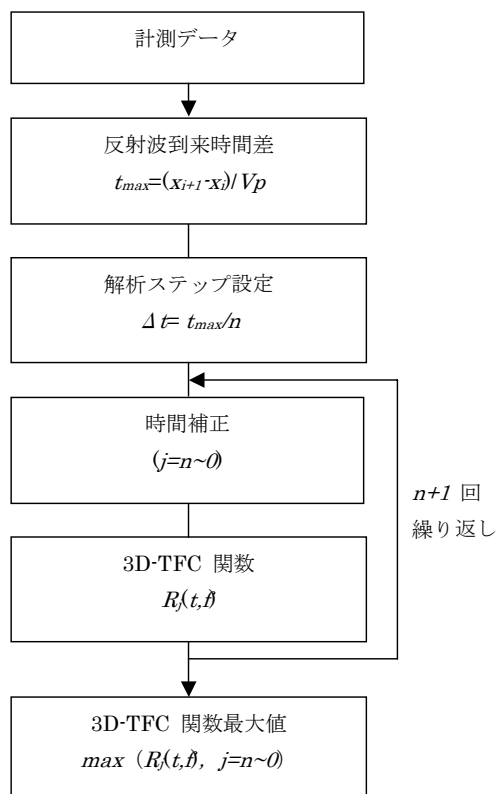 計測データ
反射波到来時間差
tmax=(xi+1-xi)/Vp
解析ステップ設定
Δt= tmax/n
時間補正
(j=n~0)
n+1 回
繰り返し
3D-TFC 関数
Rj(t,f)
3D-TFC 関数最大値
max (Rj(t,f), j=n~0)